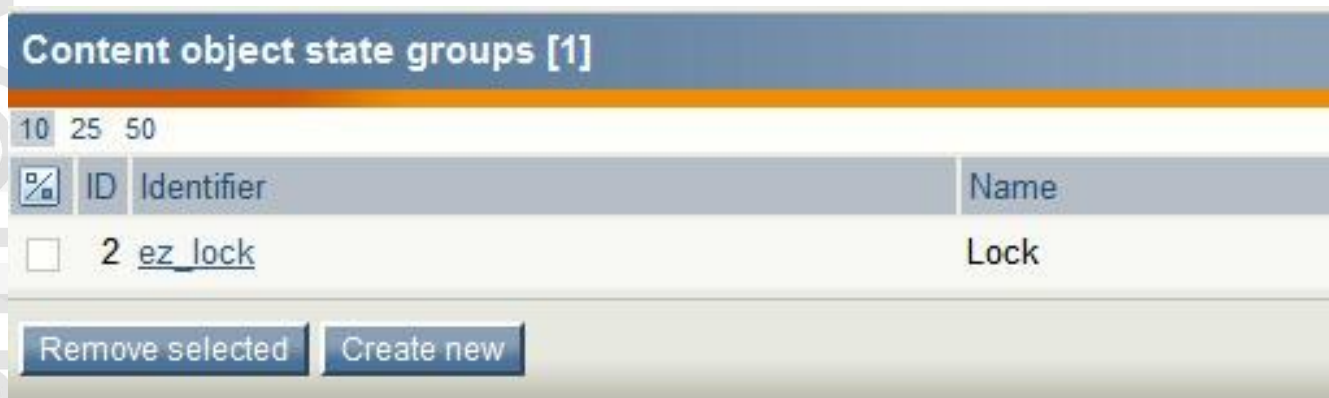 Content object state groups [1]
10 25 50
ID Identifier Name
2 ez_lock Lock
Remove selected Create new